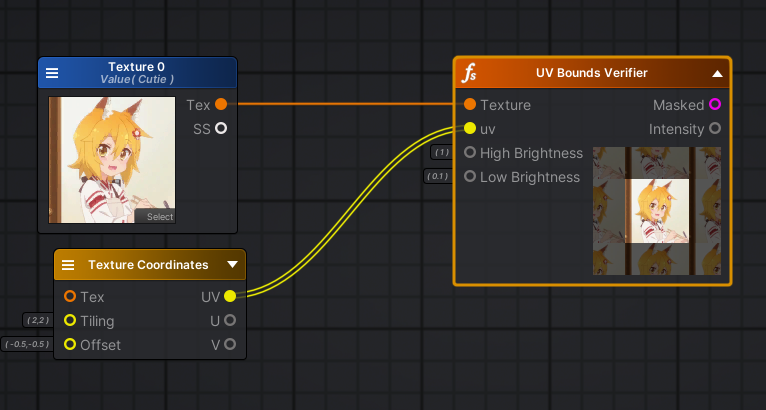 Texture 0
Value( Cutie )
Tex
SS
Select
UV Bounds Verifier
Texture
Masked
uv
Intensity
( 1 )
High Brightness
( 0.1 )
Low Brightness
Texture Coordinates
Tex
UV
( 2,2 )
Tiling
U
( -0.5,-0.5 )
Offset
V